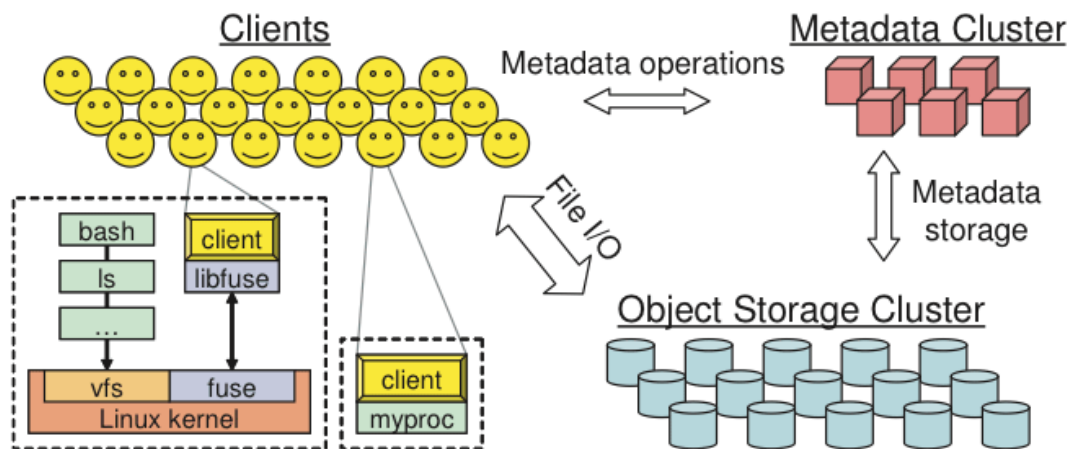 Clients
Metadata Cluster
Metadata operations
File I/O
Metadata
storage
bash
client
ls
libfuse
...
vfs
fuse
Linux kernel
client
myproc
Object Storage Cluster